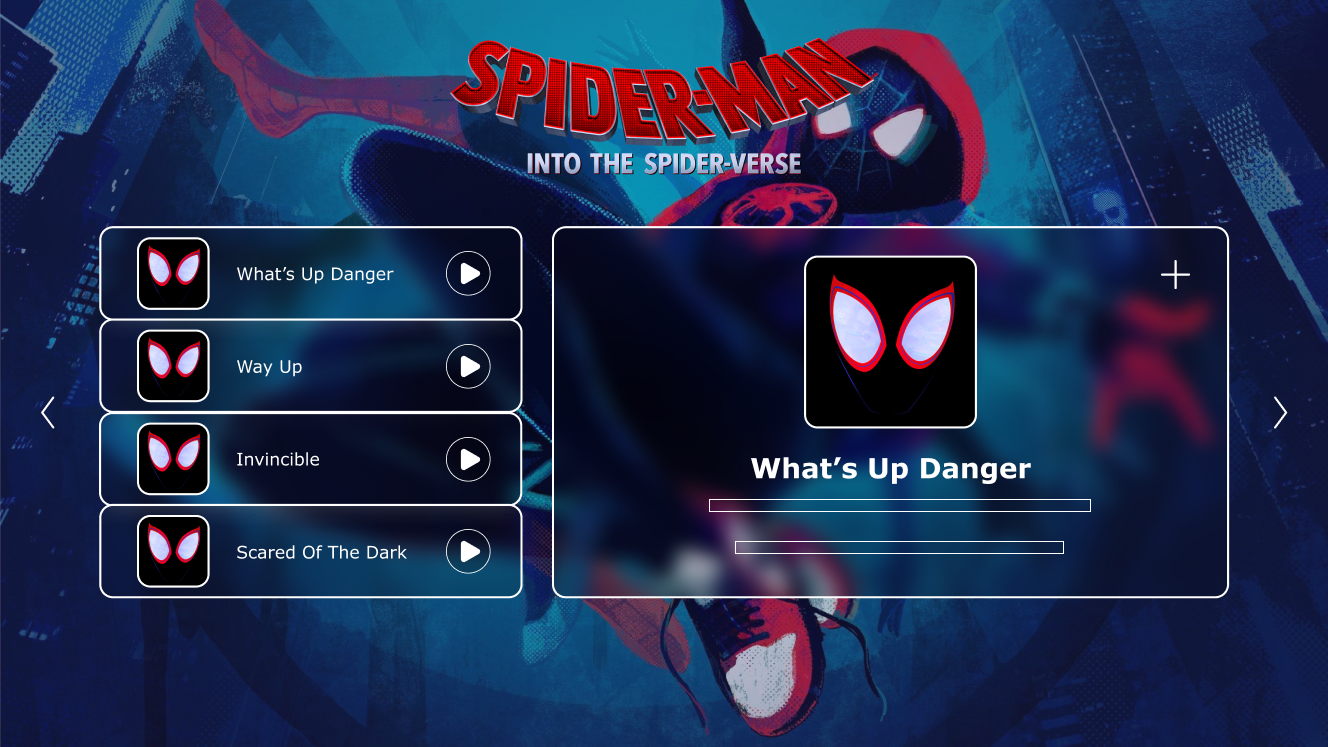 SPIDER-MAN
INTO THE SPIDER-VERSE
What’s Up Danger
Way Up
Invincible
Scared Of The Dark
What’s Up Danger